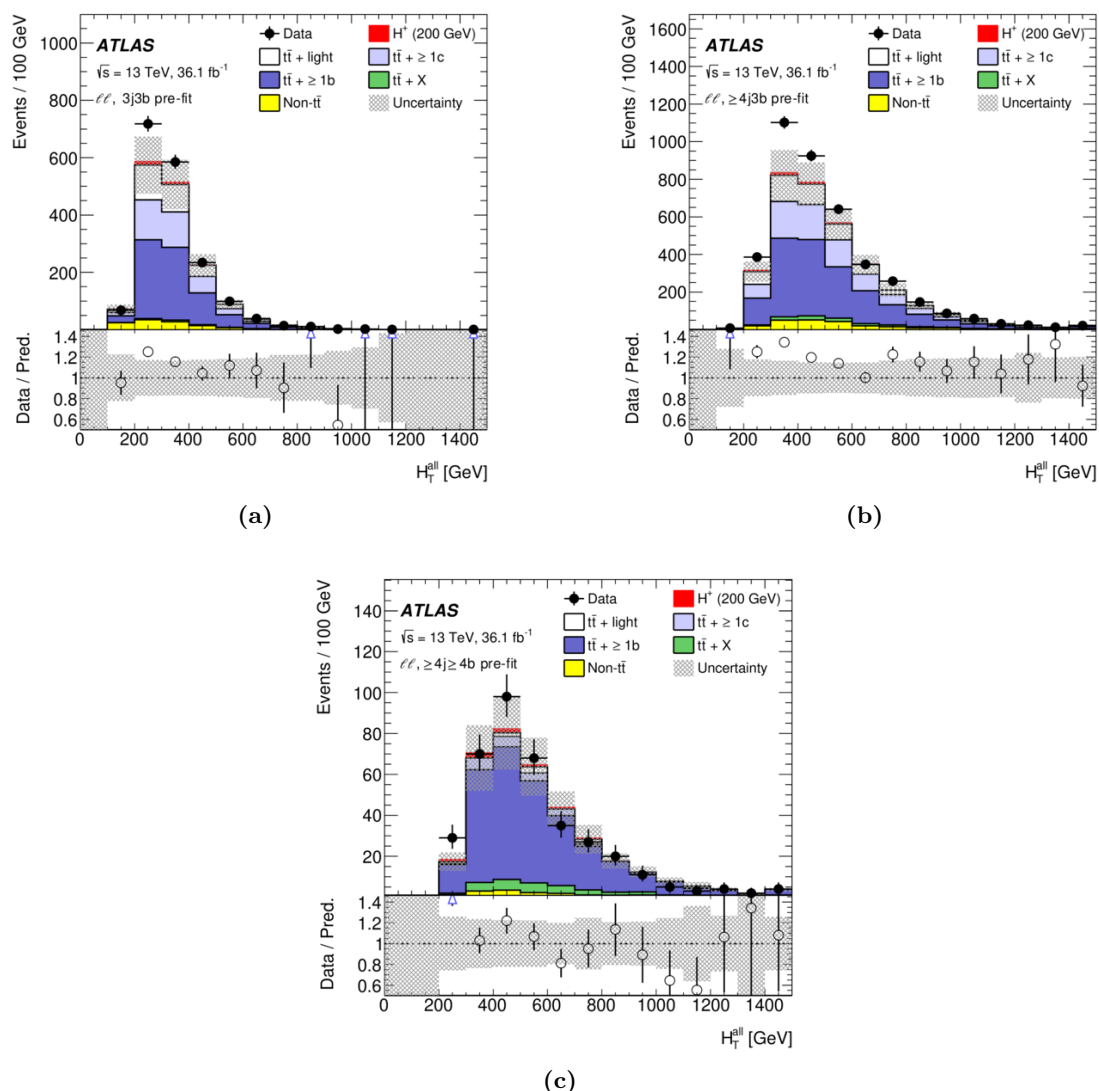 Events / 100 GeV
1000
800
600
400
200
ATLAS
√s = 13 TeV, 36.1 fb⁻¹
ℓℓ, 3j3b pre-fit
Data
H⁺ (200 GeV)
tt̄ + light
tt̄ + ≥ 1c
tt̄ + ≥ 1b
tt̄ + X
Non-tt̄
Uncertainty
Data / Pred.
1.4
1.2
1
0.8
0.6
0 200 400 600 800 1000 1200 1400
H_T^all [GeV]
(a)
Events / 100 GeV
1600
1400
1200
1000
800
600
400
200
ATLAS
√s = 13 TeV, 36.1 fb⁻¹
ℓℓ, ≥4j3b pre-fit
Data
H⁺ (200 GeV)
tt̄ + light
tt̄ + ≥ 1c
tt̄ + ≥ 1b
tt̄ + X
Non-tt̄
Uncertainty
Data / Pred.
1.4
1.2
1
0.8
0.6
0 200 400 600 800 1000 1200 1400
H_T^all [GeV]
(b)
Events / 100 GeV
140
120
100
80
60
40
20
ATLAS
√s = 13 TeV, 36.1 fb⁻¹
ℓℓ, ≥4j≥4b pre-fit
Data
H⁺ (200 GeV)
tt̄ + light
tt̄ + ≥ 1c
tt̄ + ≥ 1b
tt̄ + X
Non-tt̄
Uncertainty
Data / Pred.
1.4
1.2
1
0.8
0.6
0 200 400 600 800 1000 1200 1400
H_T^all [GeV]
(c)